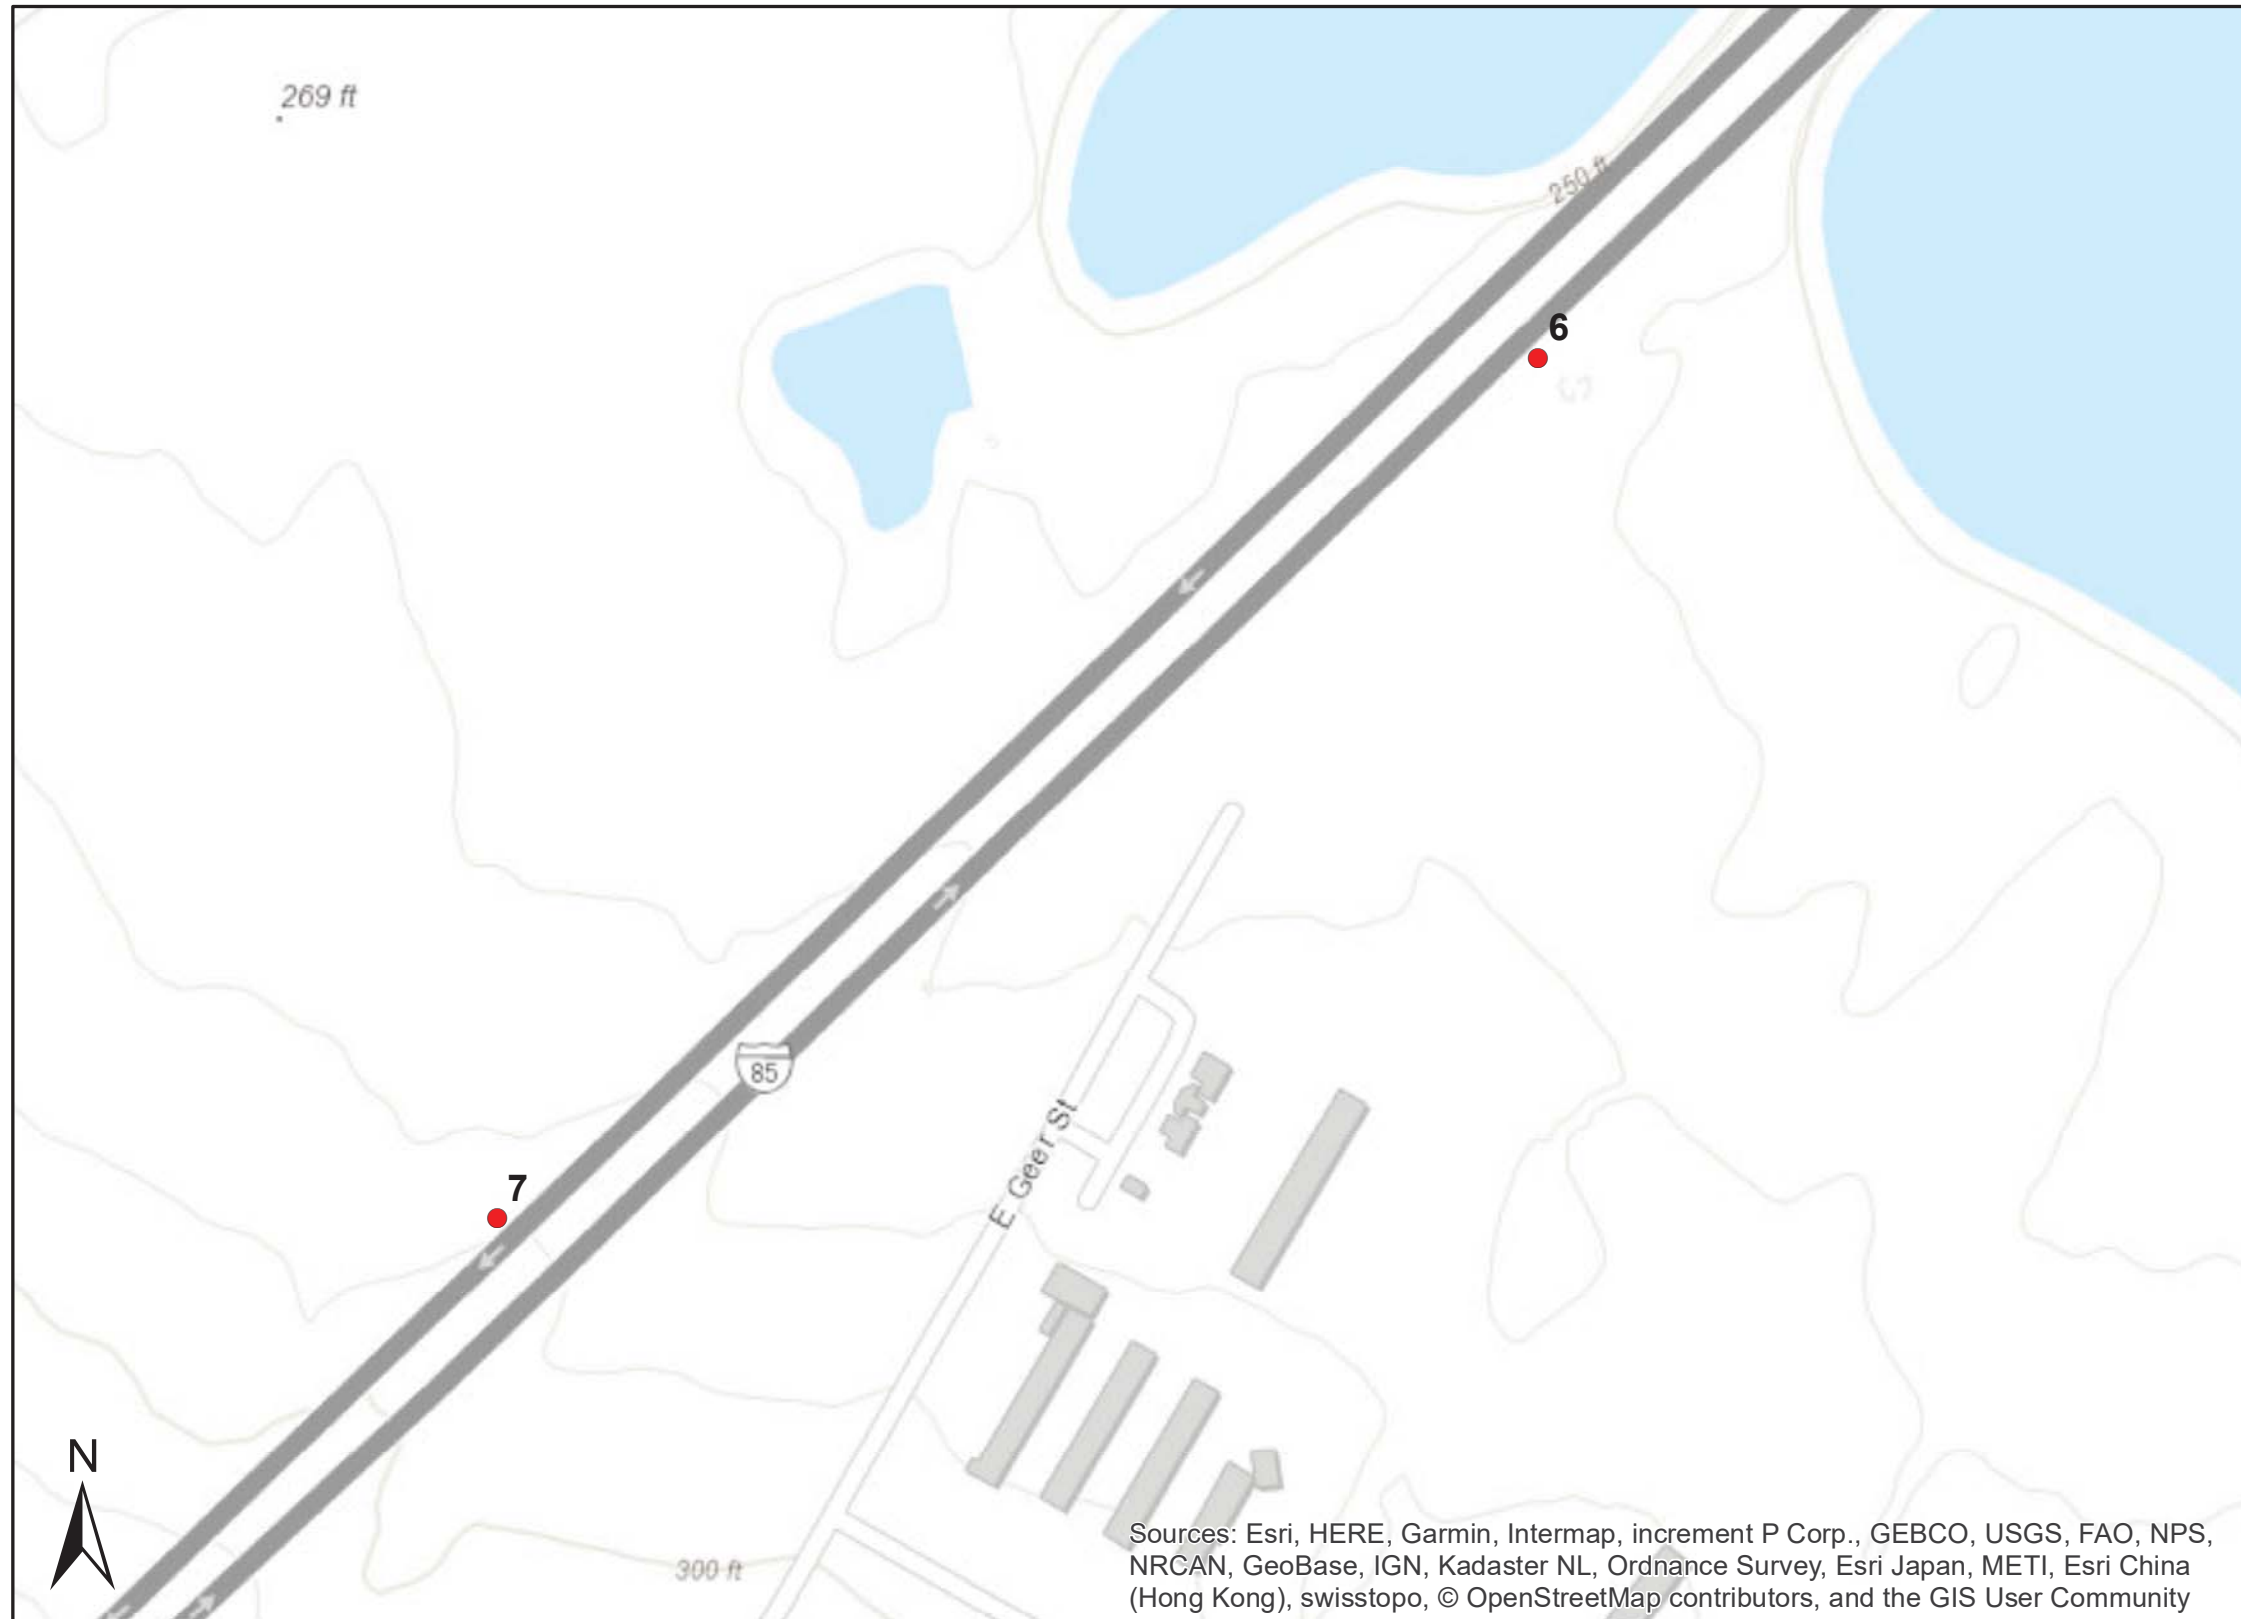 269 ft
250 ft
6
85
E Geer St
7
N
300 ft
Sources: Esri, HERE, Garmin, Intermap, increment P Corp., GEBCO, USGS, FAO, NPS,
NRCAN, GeoBase, IGN, Kadaster NL, Ordnance Survey, Esri Japan, METI, Esri China
(Hong Kong), swisstopo, © OpenStreetMap contributors, and the GIS User Community